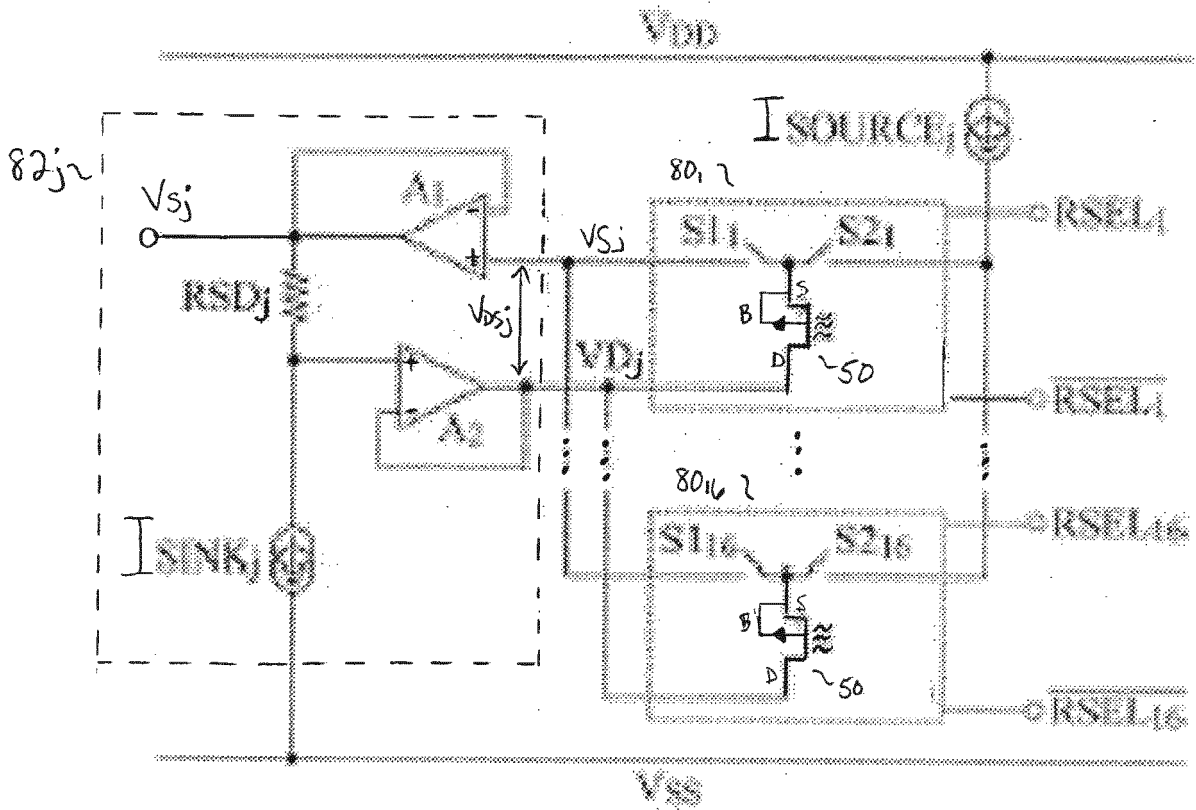 VDD
ISOURCEj
82j
VSj
A1
-
+
RSDj
VSj
VDSj
80₁
S1₁
S2₁
RSEL₁
S
B
D
50
VDj
+
-
A2
RSEL₁
80₁₆
S1₁₆
S2₁₆
RSEL₁₆
S
B
D
50
ISINKj
RSEL₁₆
VSS